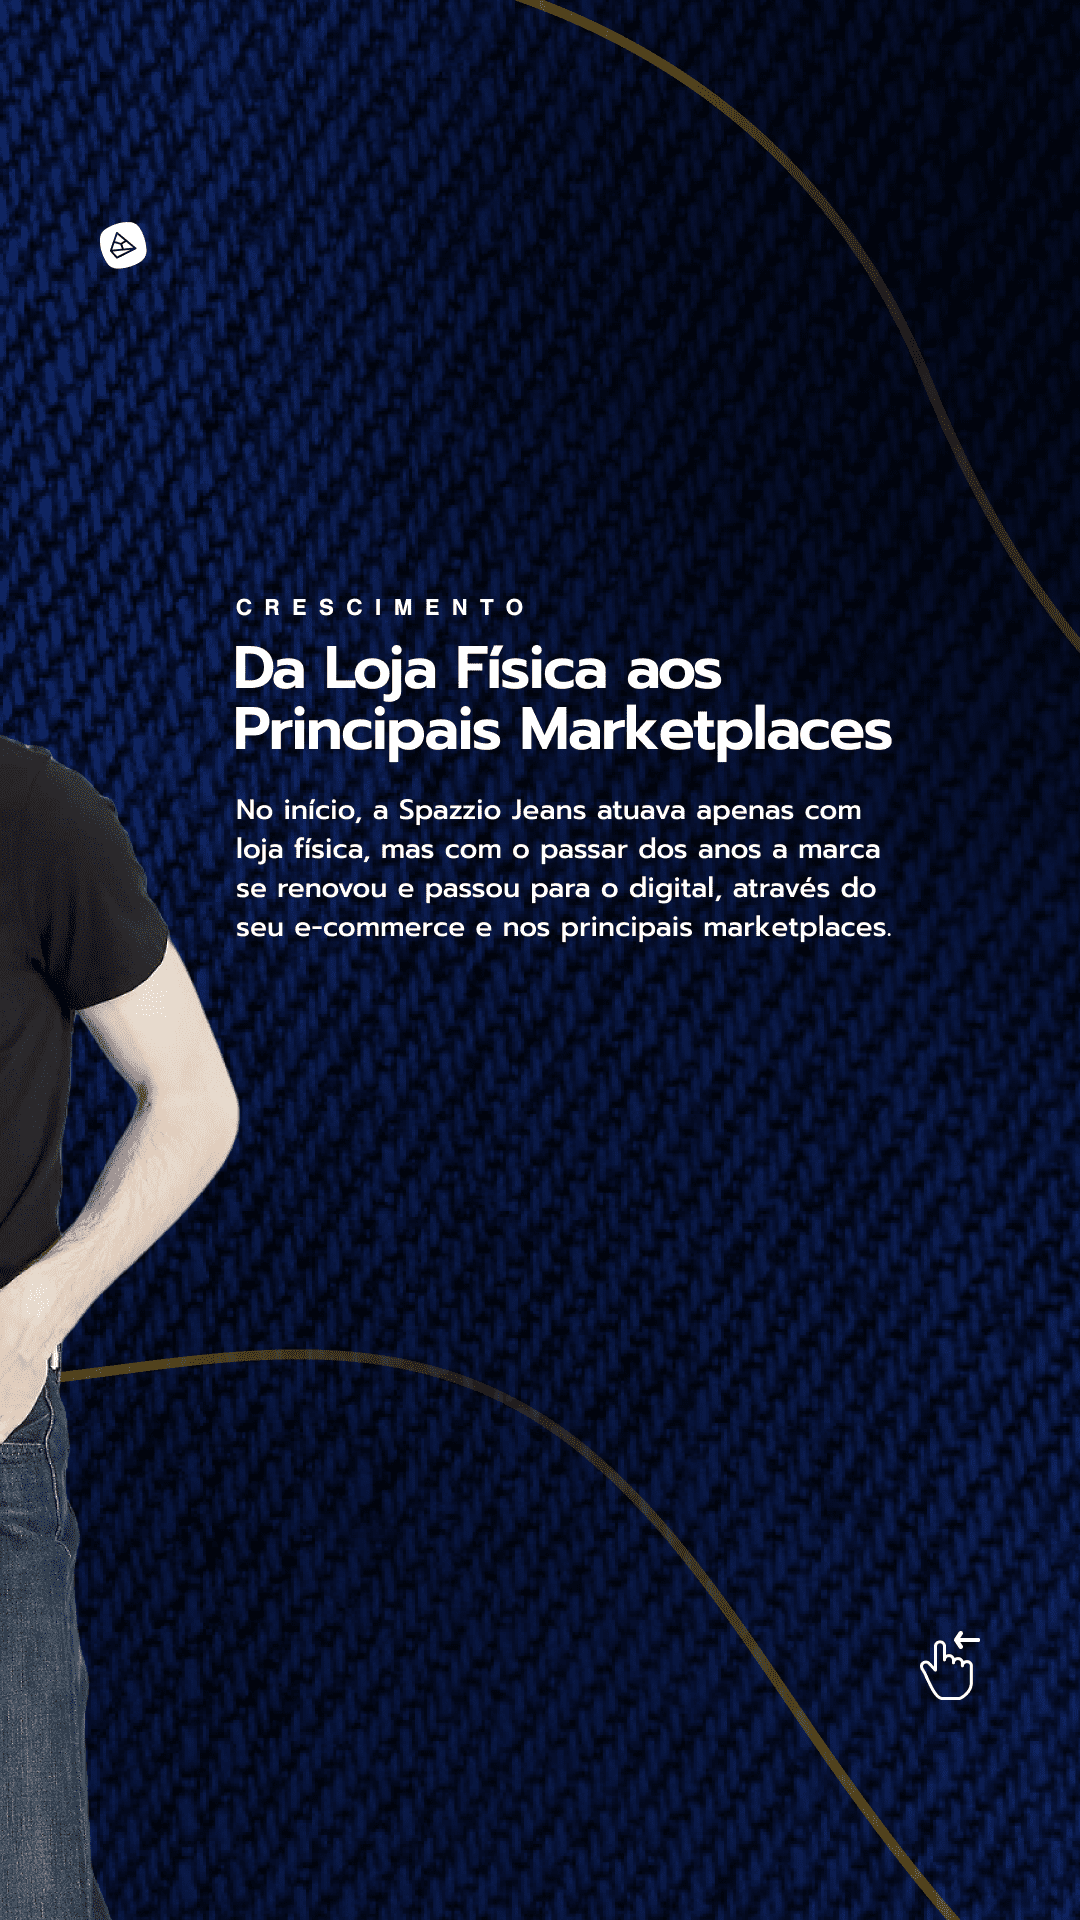 CRESCIMENTO
Da Loja Física aos
Principais Marketplaces
No início, a Spazzio Jeans atuava apenas com
loja física, mas com o passar dos anos a marca
se renovou e passou para o digital, através do
seu e-commerce e nos principais marketplaces.